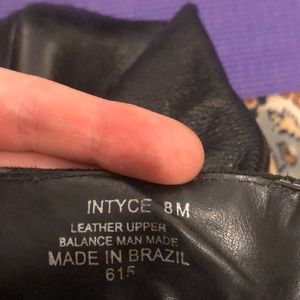 INTYCE 8M
LEATHER UPPER
BALANCE MAN MADE
MADE IN BRAZIL
615